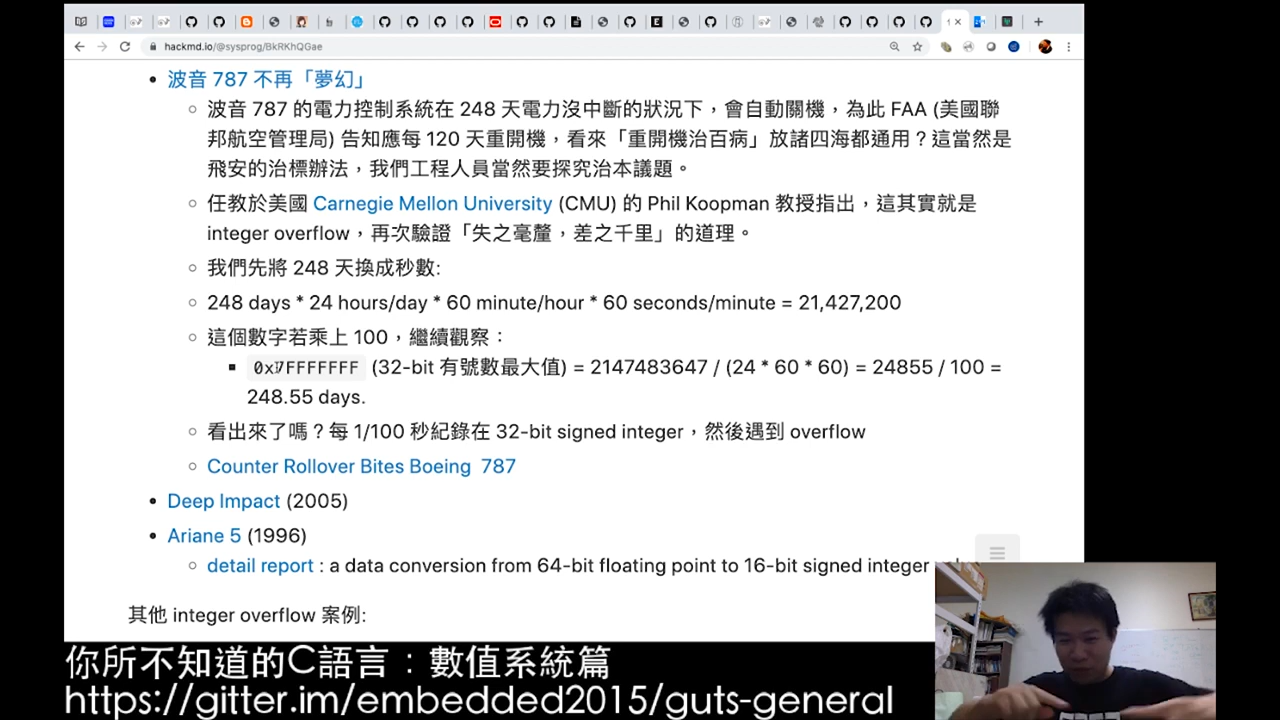 hackmd.io/@sysprog/BkRKhQGae
波音 787 不再「夢幻」
波音 787 的電力控制系統在 248 天電力沒中斷的狀況下，會自動關機，為此 FAA (美國聯
邦航空管理局) 告知應每 120 天重開機，看來「重開機治百病」放諸四海都通用？這當然是
飛安的治標辦法，我們工程人員當然要探究治本議題。
任教於美國 Carnegie Mellon University (CMU) 的 Phil Koopman 教授指出，這其實就是
integer overflow，再次驗證「失之毫釐，差之千里」的道理。
我們先將 248 天換成秒數:
248 days * 24 hours/day * 60 minute/hour * 60 seconds/minute = 21,427,200
這個數字若乘上 100，繼續觀察：
0x7FFFFFFF (32-bit 有號數最大值) = 2147483647 / (24 * 60 * 60) = 24855 / 100 =
248.55 days.
看出來了嗎？每 1/100 秒紀錄在 32-bit signed integer，然後遇到 overflow
Counter Rollover Bites Boeing 787
Deep Impact (2005)
Ariane 5 (1996)
detail report : a data conversion from 64-bit floating point to 16-bit signed integer
其他 integer overflow 案例:
你所不知道的C語言：數值系統篇
https://gitter.im/embedded2015/guts-general